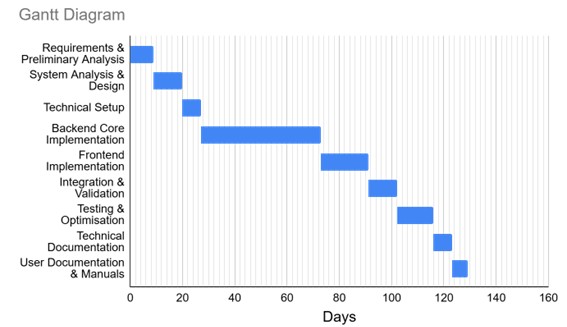 Gantt Diagram
Requirements &
Preliminary Analysis
System Analysis &
Design
Technical Setup
Backend Core
Implementation
Frontend
Implementation
Integration &
Validation
Testing &
Optimisation
Technical
Documentation
User Documentation
& Manuals
0 20 40 60 80 100 120 140 160
Days